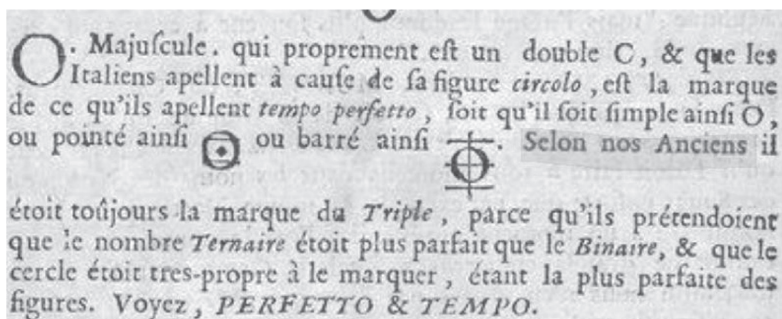 O. Majuſcule. qui proprement eſt un double C, & que les
Italiens apellent à cauſe de ſa figure circolo, eſt la marque
de ce qu'ils apellent tempo perfetto, ſoit qu'il ſoit ſimple ainſi O,
ou pointé ainſi ou barré ainſi . Selon nos Anciens il
étoit toûjours la marque du Triple, parce qu'ils prétendoient
que le nombre Ternaire étoit plus parfait que le Binaire, & que le
cercle étoit tres-propre à le marquer, étant la plus parfaite des
figures. Voyez, PERFETTO & TEMPO.